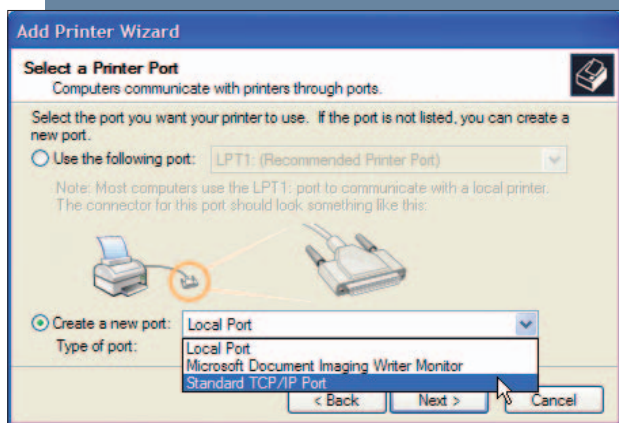 Add Printer Wizard
Select a Printer Port
Computers communicate with printers through ports.
Select the port you want your printer to use. If the port is not listed, you can create a
new port.
Use the following port: LPT1: (Recommended Printer Port)
Note: Most computers use the LPT1: port to communicate with a local printer.
The connector for this port should look something like this:
Create a new port: Local Port
Type of port: Local Port
Microsoft Document Imaging Writer Monitor
Standard TCP/IP Port
< Back Next > Cancel